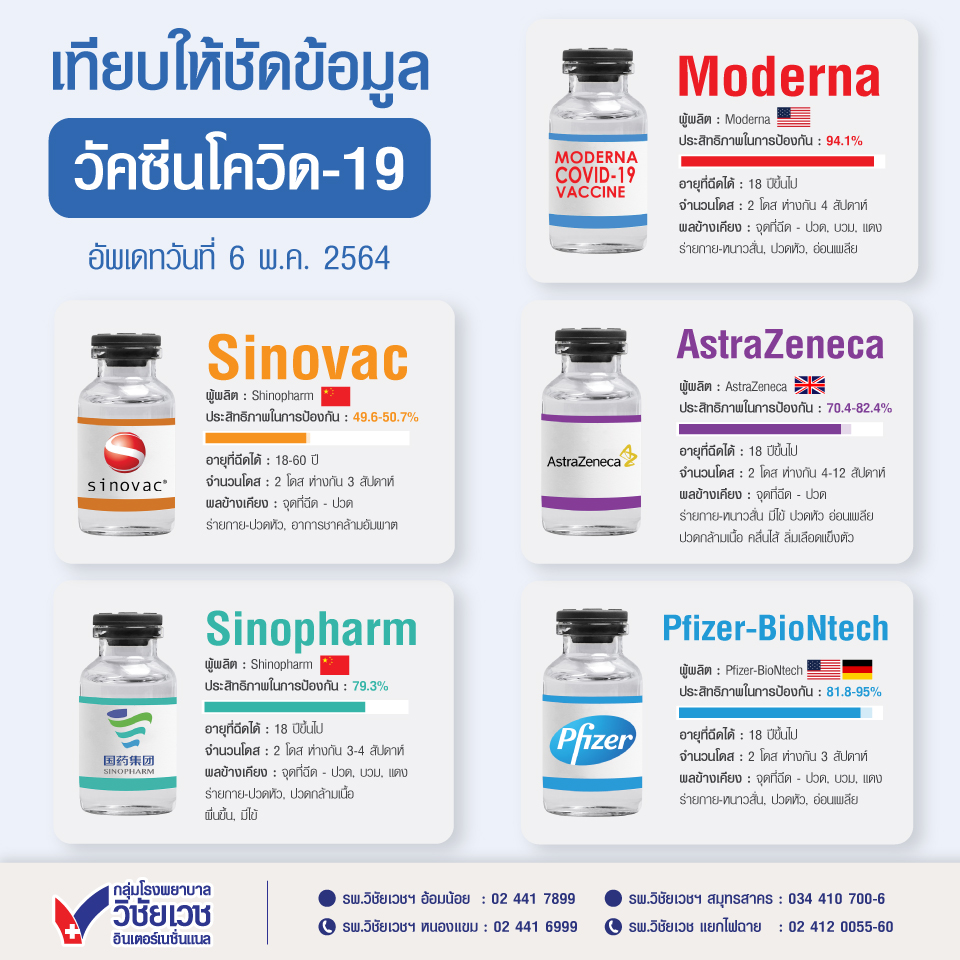 เทียบให้ชัดข้อมูล
วัคซีนโควิด-19
อัพเดทวันที่ 6 พ.ค. 2564
MODERNA
COVID-19
VACCINE
Moderna
ผู้ผลิต : Moderna
ประสิทธิภาพในการป้องกัน : 94.1%
อายุที่ฉีดได้ : 18 ปีขึ้นไป
จำนวนโดส : 2 โดส ห่างกัน 4 สัปดาห์
ผลข้างเคียง : จุดที่ฉีด - ปวด, บวม, แดง
ร่ายกาย-หนาวสั่น, ปวดหัว, อ่อนเพลีย
S
sinovac®
Sinovac
ผู้ผลิต : Shinopharm
ประสิทธิภาพในการป้องกัน : 49.6-50.7%
อายุที่ฉีดได้ : 18-60 ปี
จำนวนโดส : 2 โดส ห่างกัน 3 สัปดาห์
ผลข้างเคียง : จุดที่ฉีด - ปวด
ร่ายกาย-ปวดหัว, อาการชาคล้ามอัมพาต
AstraZeneca
AstraZeneca
ผู้ผลิต : AstraZeneca
ประสิทธิภาพในการป้องกัน : 70.4-82.4%
อายุที่ฉีดได้ : 18 ปีขึ้นไป
จำนวนโดส : 2 โดส ห่างกัน 4-12 สัปดาห์
ผลข้างเคียง : จุดที่ฉีด - ปวด
ร่ายกาย-หนาวสั่น มีไข้ ปวดหัว อ่อนเพลีย
ปวดกล้ามเนื้อ คลื่นไส้ ลิ่มเลือดแข็งตัว
国药集团
SINOPHARM
Sinopharm
ผู้ผลิต : Shinopharm
ประสิทธิภาพในการป้องกัน : 79.3%
อายุที่ฉีดได้ : 18 ปีขึ้นไป
จำนวนโดส : 2 โดส ห่างกัน 3-4 สัปดาห์
ผลข้างเคียง : จุดที่ฉีด - ปวด, บวม, แดง
ร่ายกาย-ปวดหัว, ปวดกล้ามเนื้อ
ผื่นขึ้น, มีไข้
Pfizer
Pfizer-BioNtech
ผู้ผลิต : Pfizer-BioNtech
ประสิทธิภาพในการป้องกัน : 81.8-95%
อายุที่ฉีดได้ : 18 ปีขึ้นไป
จำนวนโดส : 2 โดส ห่างกัน 3 สัปดาห์
ผลข้างเคียง : จุดที่ฉีด - ปวด, บวม, แดง
ร่ายกาย-หนาวสั่น, ปวดหัว, อ่อนเพลีย
กลุ่มโรงพยาบาล
วิชัยเวช
อินเตอร์เนชั่นแนล
รพ.วิชัยเวชฯ อ้อมน้อย : 02 441 7899
รพ.วิชัยเวชฯ หนองแขม : 02 441 6999
รพ.วิชัยเวชฯ สมุทรสาคร : 034 410 700-6
รพ.วิชัยเวช แยกไฟฉาย : 02 412 0055-60